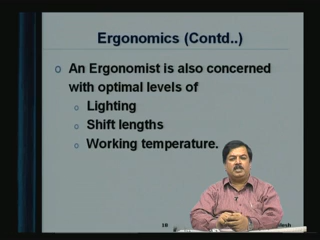 Ergonomics (Contd..)
o An Ergonomist is also concerned
with optimal levels of
o Lighting
o Shift lengths
o Working temperature.